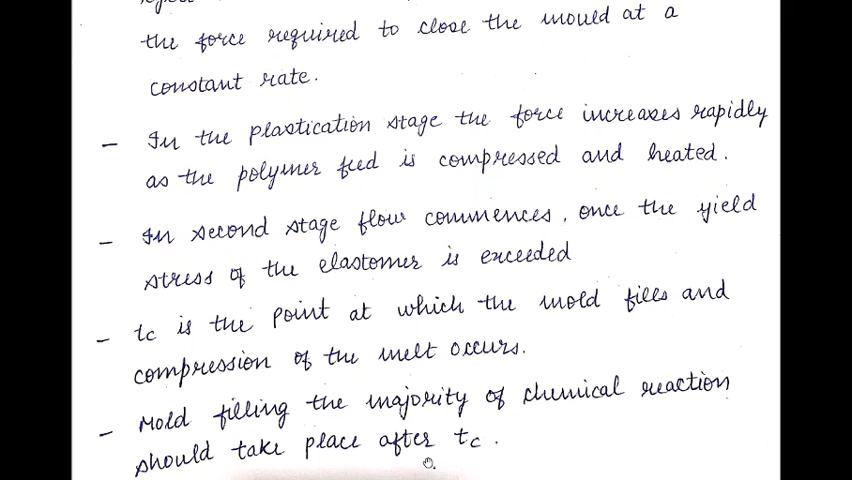 the force required to close the mould at a
constant rate.
- In the plastication stage the force increases rapidly
as the polymer feed is compressed and heated.
- In second stage flow commences, once the yield
stress of the elastomer is exceeded
- tc is the point at which the mold fills and
compression of the melt occurs.
- Mold filling the majority of chemical reaction
should take place after tc.